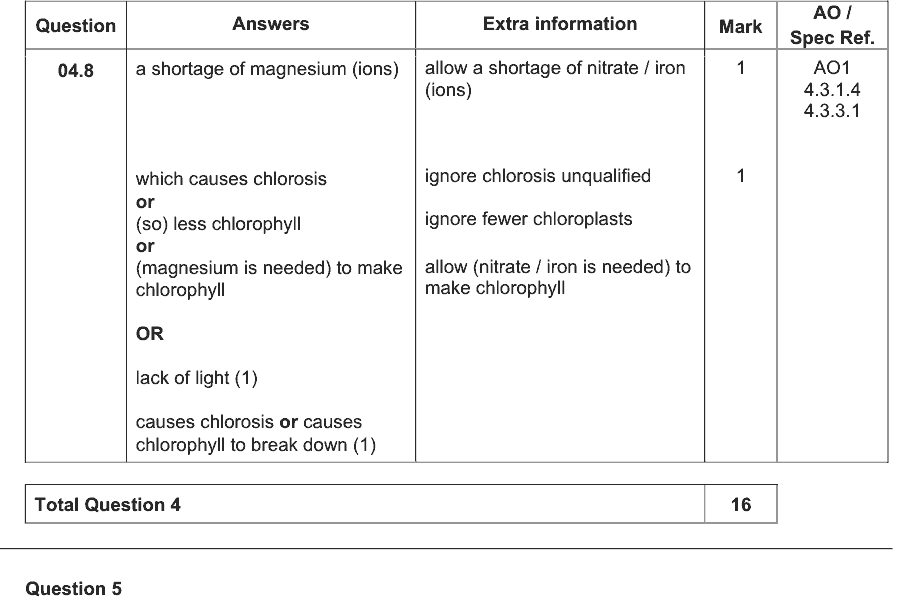 Question Answers Extra information Mark AO /
Spec Ref.
04.8 a shortage of magnesium (ions) allow a shortage of nitrate / iron 1 AO1
(ions) 4.3.1.4
4.3.3.1
which causes chlorosis ignore chlorosis unqualified 1
or
(so) less chlorophyll ignore fewer chloroplasts
or
(magnesium is needed) to make allow (nitrate / iron is needed) to
chlorophyll make chlorophyll
OR
lack of light (1)
causes chlorosis or causes
chlorophyll to break down (1)
Total Question 4 16
Question 5